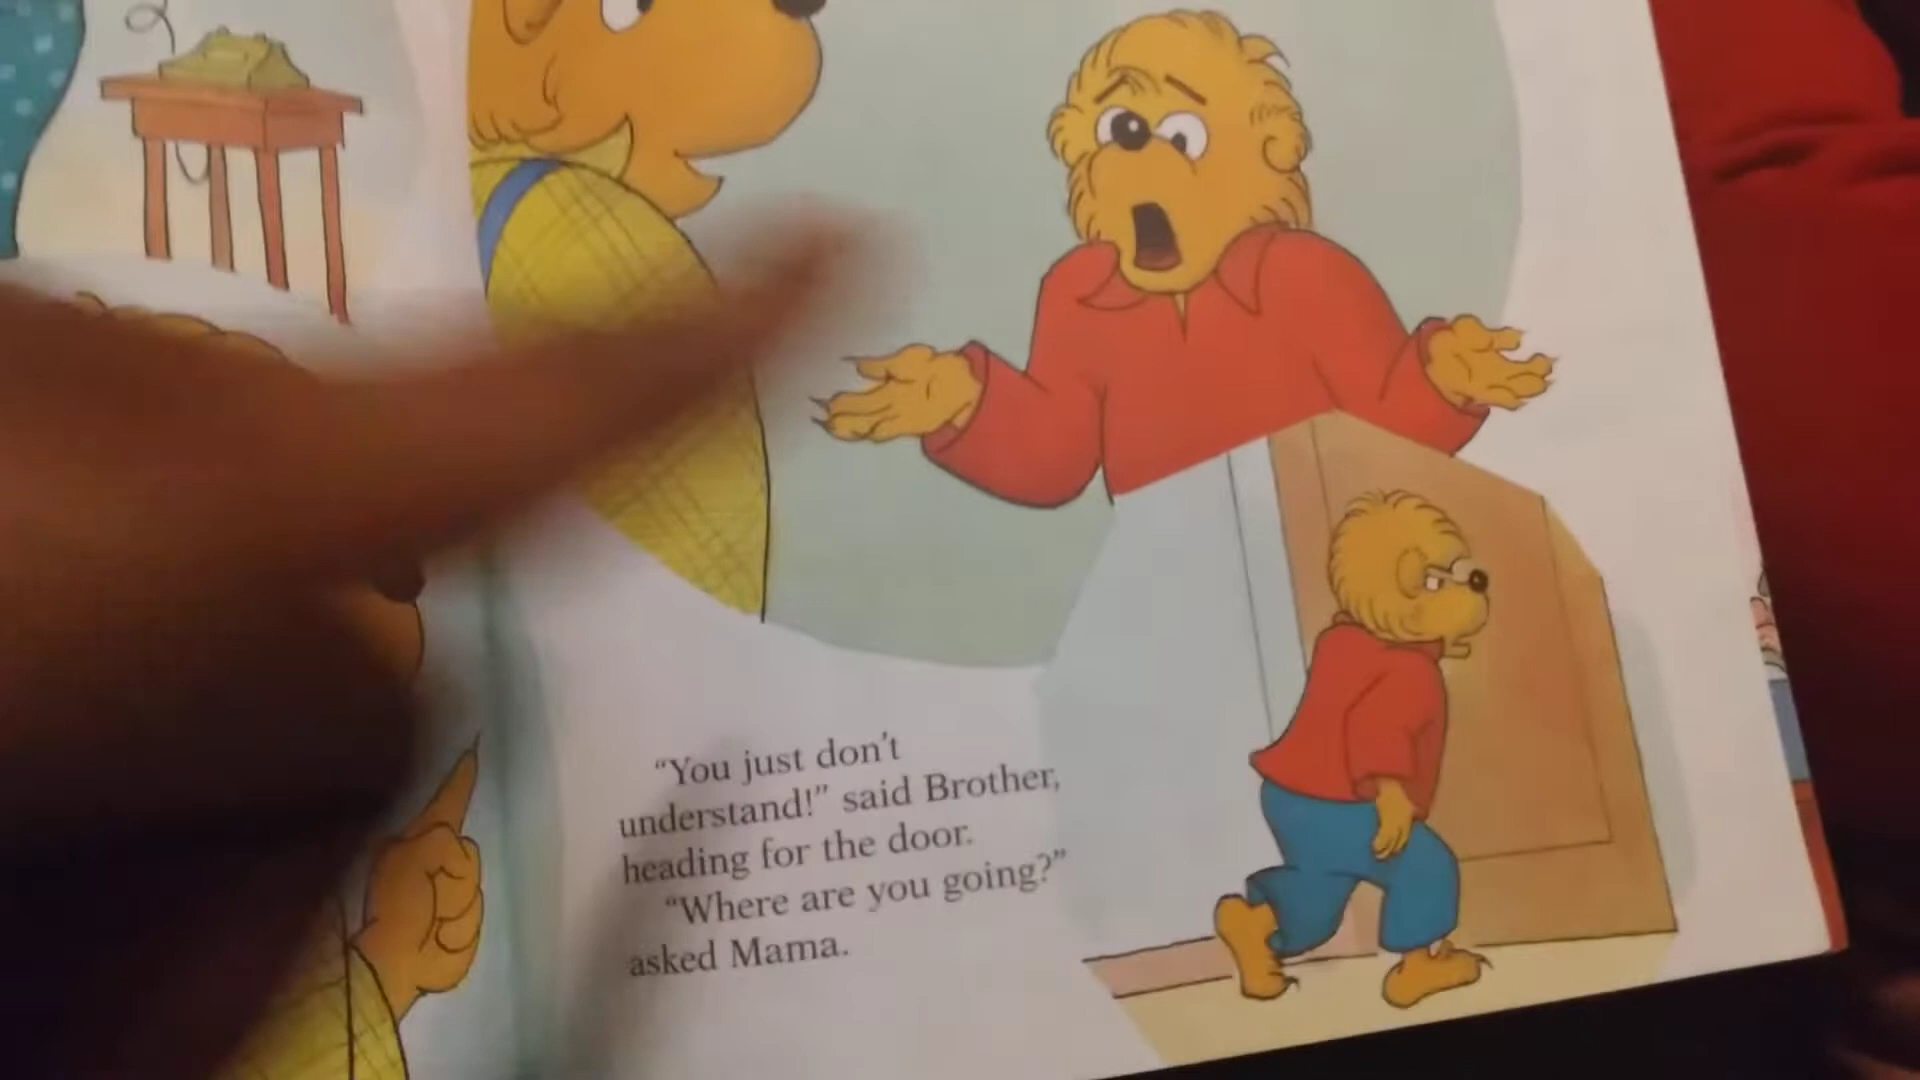 “You just don’t
understand!” said Brother,
heading for the door.
“Where are you going?”
asked Mama.